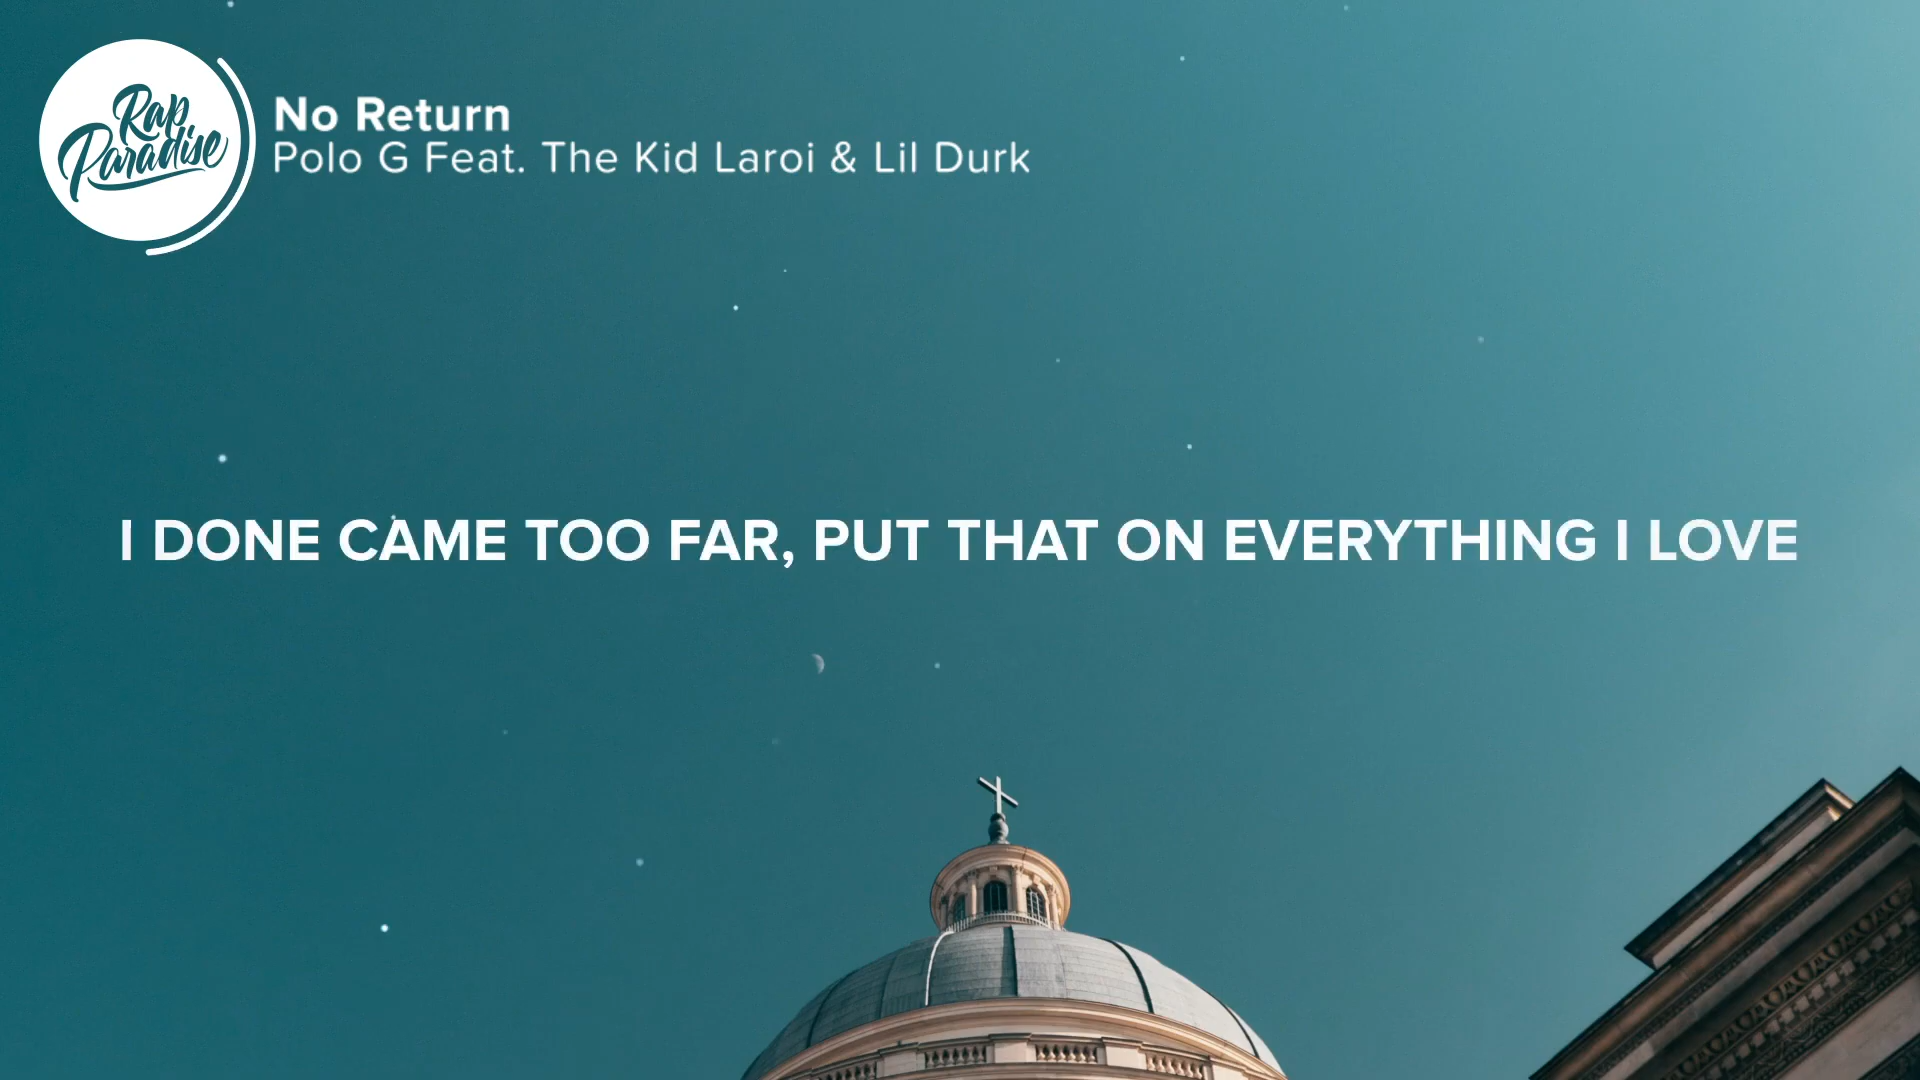 Rap
Paradise
No Return
Polo G Feat. The Kid Laroi & Lil Durk
I DONE CAME TOO FAR, PUT THAT ON EVERYTHING I LOVE